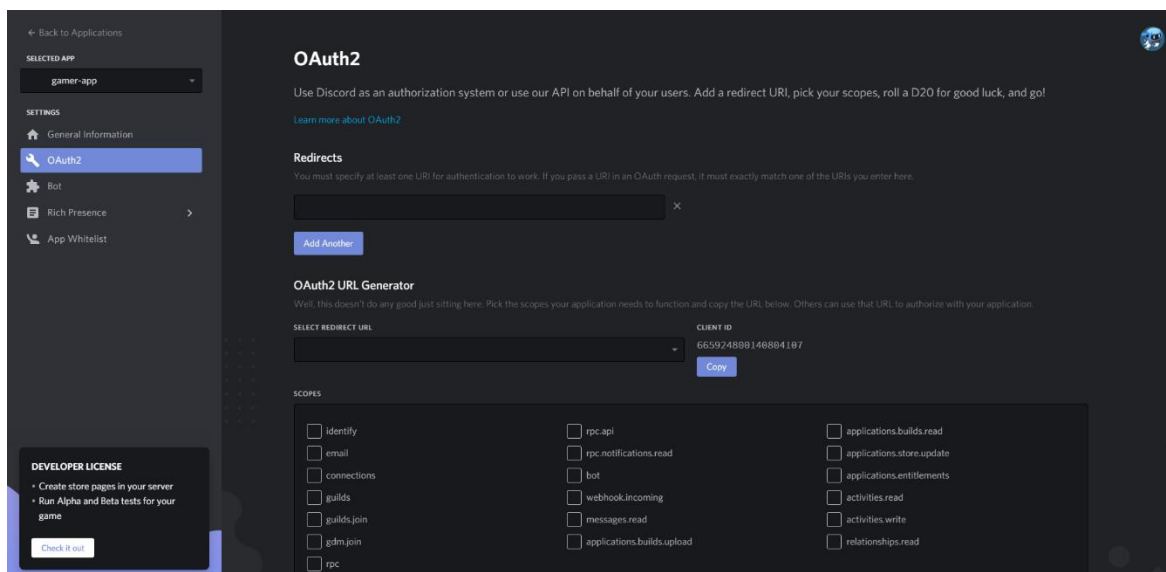 ← Back to Applications
SELECTED APP
gamer-app
SETTINGS
General Information
OAuth2
Bot
Rich Presence
App Whitelist
DEVELOPER LICENSE
• Create store pages in your server
• Run Alpha and Beta tests for your
game
Check it out
OAuth2
Use Discord as an authorization system or use our API on behalf of your users. Add a redirect URI, pick your scopes, roll a D20 for good luck, and go!
Learn more about OAuth2
Redirects
You must specify at least one URI for authentication to work. If you pass a URI in an OAuth request, it must exactly match one of the URIs you enter here.
Add Another
OAuth2 URL Generator
Well, this doesn't do any good just sitting here. Pick the scopes your application needs to function and copy the URL below. Others can use that URL to authorize with your application.
SELECT REDIRECT URL
CLIENT ID
665924800140804107
Copy
SCOPES
identify
email
connections
guilds
guilds.join
gdm.join
rpc
rpc.api
rpc.notifications.read
bot
webhook.incoming
messages.read
applications.builds.upload
applications.builds.read
applications.store.update
applications.entitlements
activities.read
activities.write
relationships.read